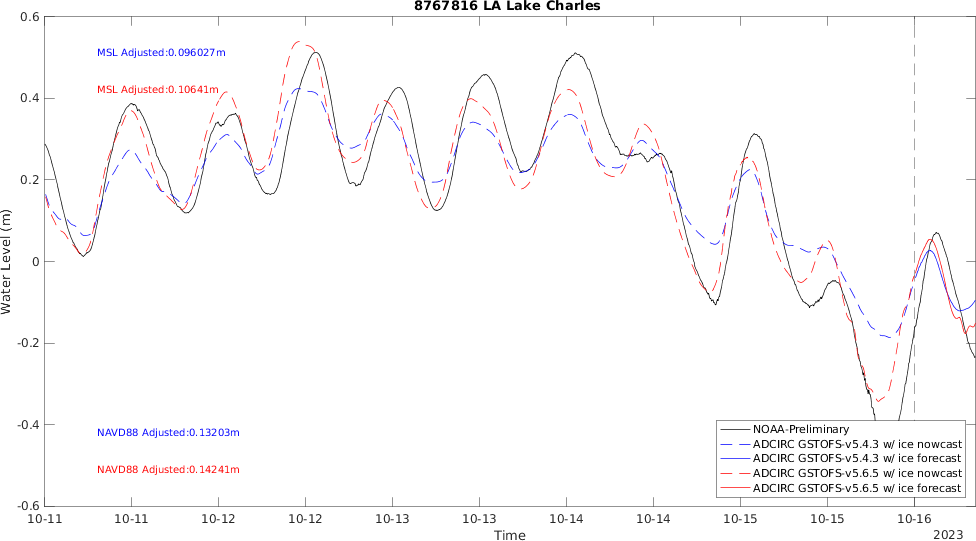 8767816 LA Lake Charles
0.6
0.4
0.2
0
-0.2
-0.4
-0.6
Water Level (m)
MSL Adjusted:0.096027m
MSL Adjusted:0.10641m
NAVD88 Adjusted:0.13203m
NAVD88 Adjusted:0.14241m
NOAA-Preliminary
ADCIRC GSTOFS-v5.4.3 w/ ice nowcast
ADCIRC GSTOFS-v5.4.3 w/ ice forecast
ADCIRC GSTOFS-v5.6.5 w/ ice nowcast
ADCIRC GSTOFS-v5.6.5 w/ ice forecast
10-11 10-11 10-12 10-12 10-13 10-13 10-14 10-14 10-15 10-15 10-16
Time
2023